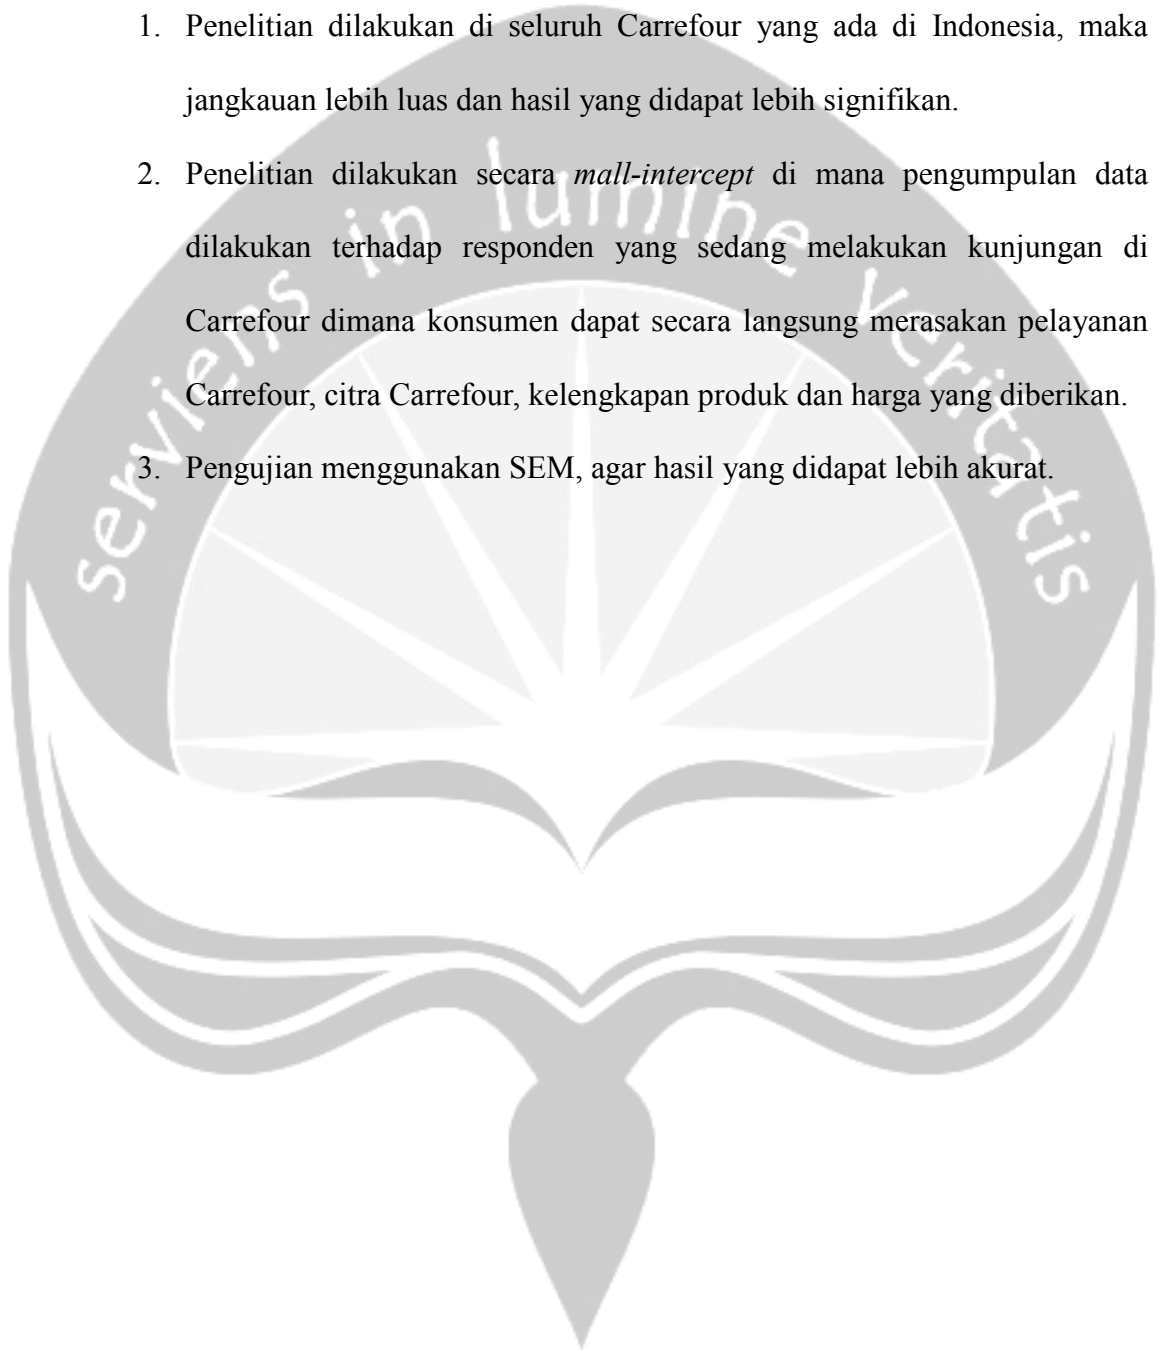 1. Penelitian dilakukan di seluruh Carrefour yang ada di Indonesia, maka
jangkauan lebih luas dan hasil yang didapat lebih signifikan.
2. Penelitian dilakukan secara mall-intercept di mana pengumpulan data
dilakukan terhadap responden yang sedang melakukan kunjungan di
Carrefour dimana konsumen dapat secara langsung merasakan pelayanan
Carrefour, citra Carrefour, kelengkapan produk dan harga yang diberikan.
3. Pengujian menggunakan SEM, agar hasil yang didapat lebih akurat.
serviens in lumine veritatis